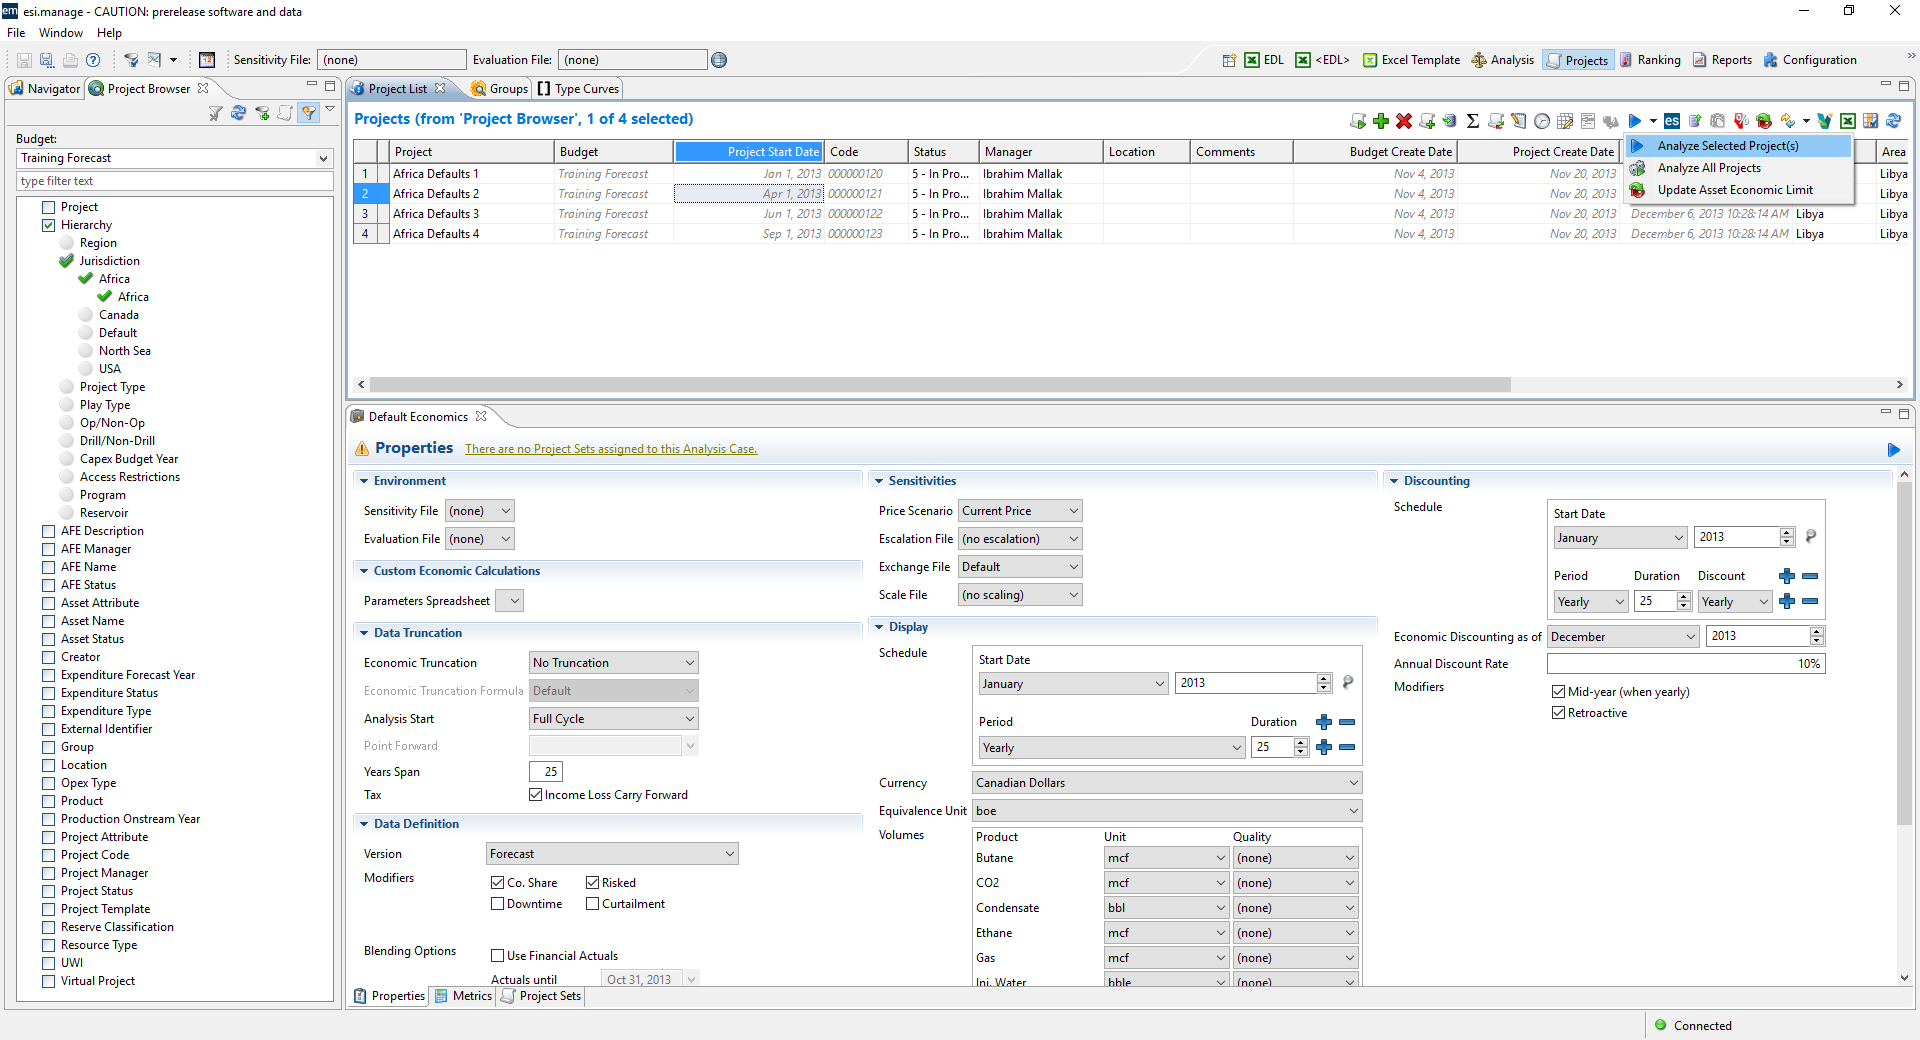 em esi.manage - CAUTION: prerelease software and data
File Window Help
Sensitivity File: (none) Evaluation File: (none) EDL <EDL> Excel Template Analysis Projects Ranking Reports Configuration
Navigator Project Browser
Budget:
Training Forecast
type filter text
Project
Hierarchy
Region
Jurisdiction
Africa
Africa
Canada
Default
North Sea
USA
Project Type
Play Type
Op/Non-Op
Drill/Non-Drill
Capex Budget Year
Access Restrictions
Program
Reservoir
AFE Description
AFE Manager
AFE Name
AFE Status
Asset Attribute
Asset Name
Asset Status
Creator
Expenditure Forecast Year
Expenditure Status
Expenditure Type
External Identifier
Group
Location
Opex Type
Product
Production Onstream Year
Project Attribute
Project Code
Project Manager
Project Status
Project Template
Reserve Classification
Resource Type
UWI
Virtual Project
Project List Groups Type Curves
Projects (from 'Project Browser', 1 of 4 selected)
es
Analyze Selected Project(s)
Analyze All Projects
Update Asset Economic Limit
Project Budget Project Start Date Code Status Manager Location Comments Budget Create Date Project Create Date Area
1 Africa Defaults 1 Training Forecast Jan 1, 2013 000000120 5 - In Pro... Ibrahim Mallak Nov 4, 2013 Nov 20, 2013 Libya
2 Africa Defaults 2 Training Forecast Apr 1, 2013 000000121 5 - In Pro... Ibrahim Mallak Nov 4, 2013 Nov 20, 2013 Libya
3 Africa Defaults 3 Training Forecast Jun 1, 2013 000000122 5 - In Pro... Ibrahim Mallak Nov 4, 2013 Nov 20, 2013 December 6, 2013 10:28:14 AM Libya Libya
4 Africa Defaults 4 Training Forecast Sep 1, 2013 000000123 5 - In Pro... Ibrahim Mallak Nov 4, 2013 Nov 20, 2013 December 6, 2013 10:28:14 AM Libya Libya
Default Economics
Properties There are no Project Sets assigned to this Analysis Case.
Environment
Sensitivity File (none)
Evaluation File (none)
Custom Economic Calculations
Parameters Spreadsheet
Data Truncation
Economic Truncation No Truncation
Economic Truncation Formula Default
Analysis Start Full Cycle
Point Forward
Years Span 25
Tax Income Loss Carry Forward
Data Definition
Version Forecast
Modifiers Co. Share Risked
Downtime Curtailment
Blending Options Use Financial Actuals
Actuals until Oct 31, 2013
Sensitivities
Price Scenario Current Price
Escalation File (no escalation)
Exchange File Default
Scale File (no scaling)
Display
Schedule
Start Date
January 2013
Period Duration
Yearly 25
Currency Canadian Dollars
Equivalence Unit boe
Volumes Product Unit Quality
Butane mcf (none)
CO2 mcf (none)
Condensate bbl (none)
Ethane mcf (none)
Gas mcf (none)
Inj. Water bble (none)
Discounting
Schedule
Start Date
January 2013
Period Duration Discount
Yearly 25 Yearly
Economic Discounting as of December 2013
Annual Discount Rate 10%
Modifiers Mid-year (when yearly)
Retroactive
Properties Metrics Project Sets
Connected